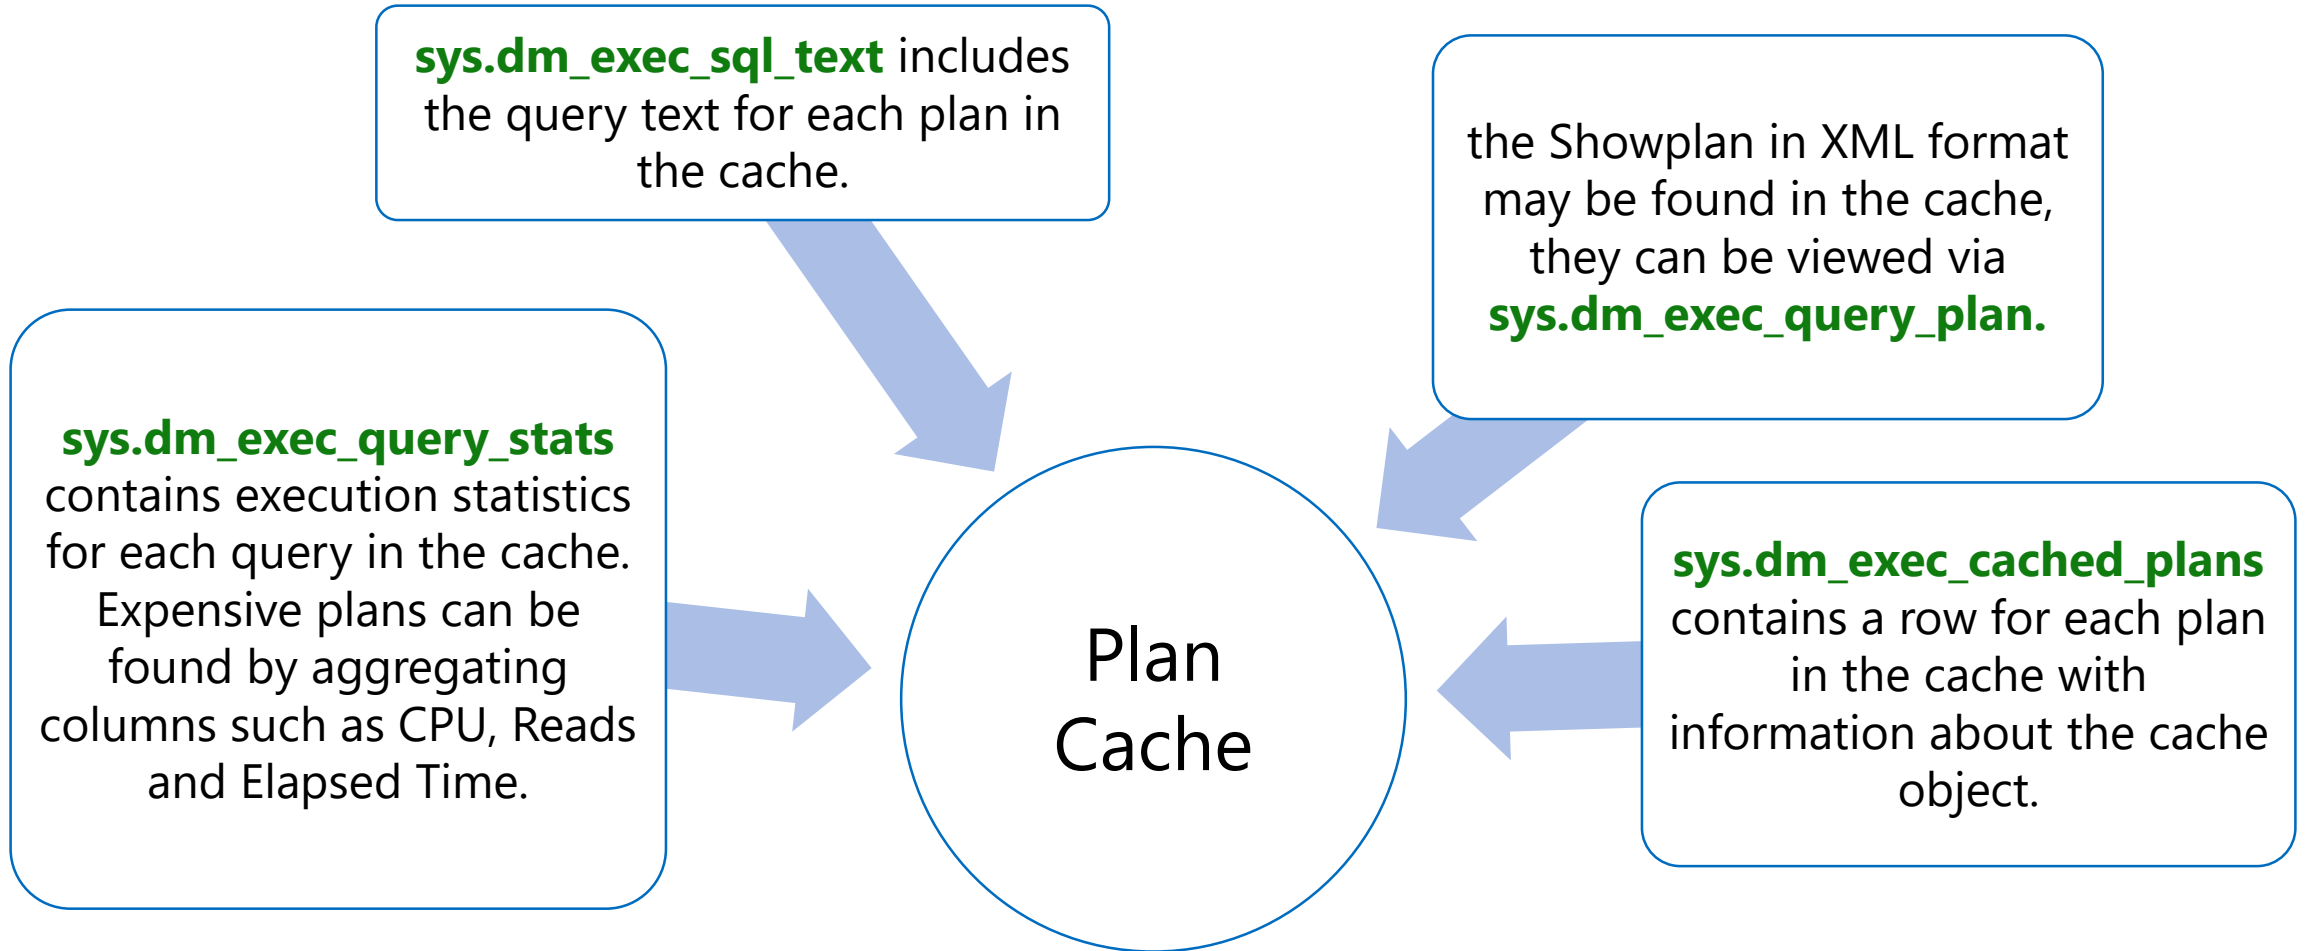 sys.dm_exec_sql_text includes
the query text for each plan in
the cache.
the Showplan in XML format
may be found in the cache,
they can be viewed via
sys.dm_exec_query_plan.
sys.dm_exec_query_stats
contains execution statistics
for each query in the cache.
Expensive plans can be
found by aggregating
columns such as CPU, Reads
and Elapsed Time.
sys.dm_exec_cached_plans
contains a row for each plan
in the cache with
information about the cache
object.
Plan
Cache